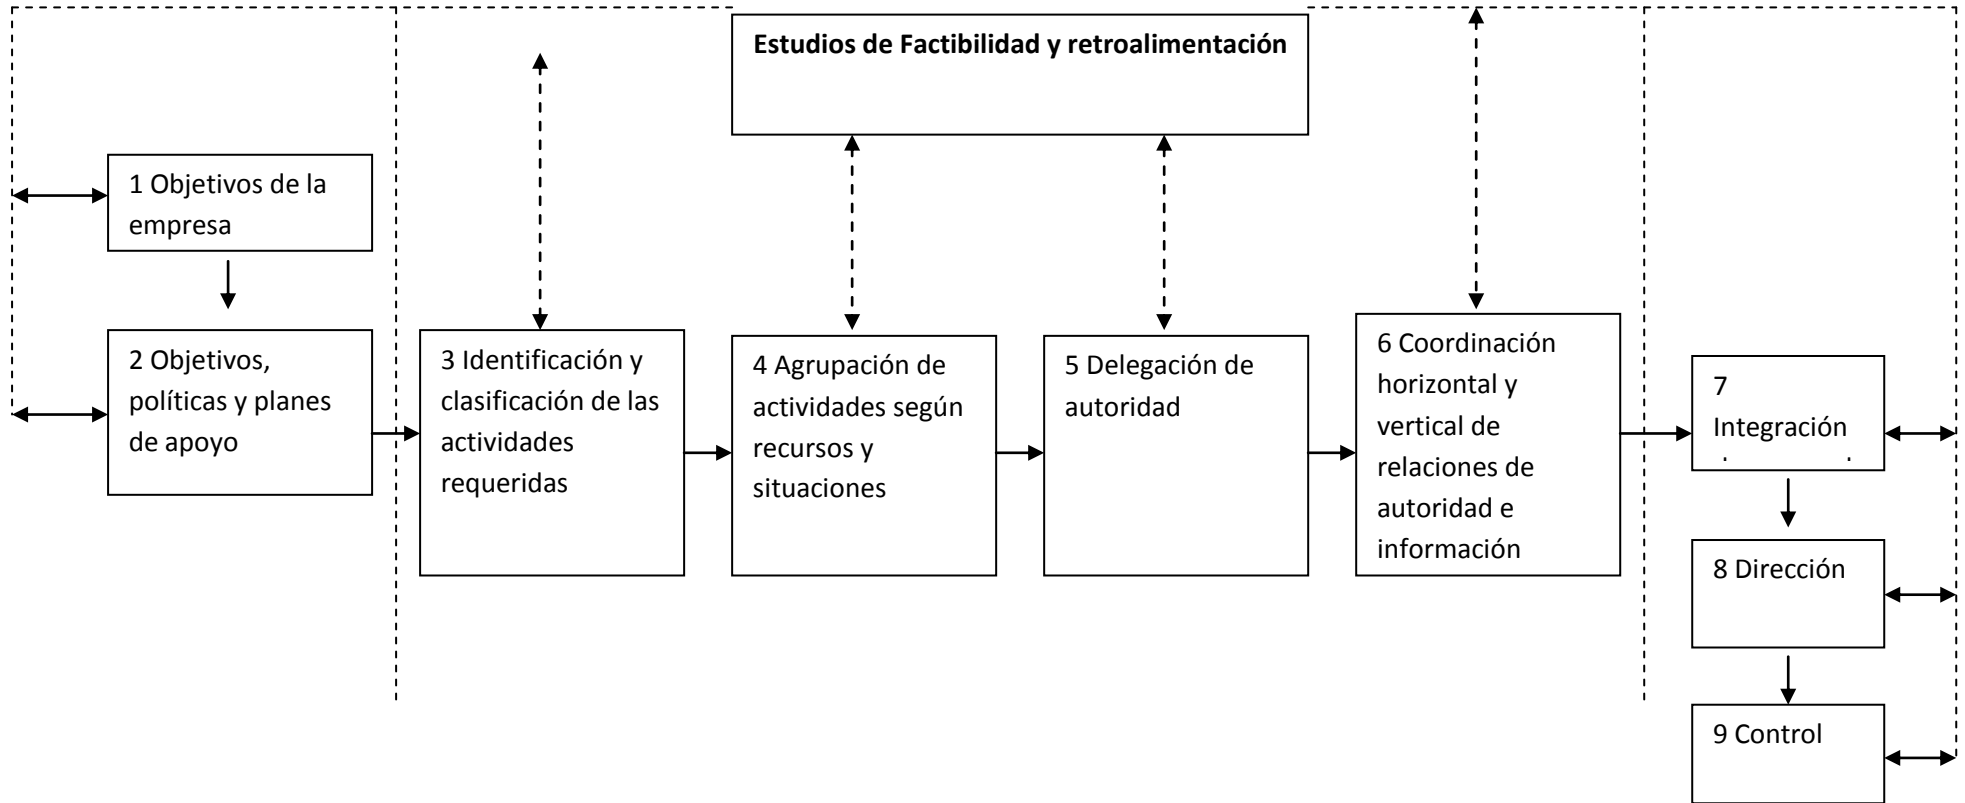 Estudios de Factibilidad y retroalimentación
1 Objetivos de la
empresa
2 Objetivos,
políticas y planes
de apoyo
3 Identificación y
clasificación de las
actividades
requeridas
4 Agrupación de
actividades según
recursos y
situaciones
5 Delegación de
autoridad
6 Coordinación
horizontal y
vertical de
relaciones de
autoridad e
información
7
Integración
8 Dirección
9 Control